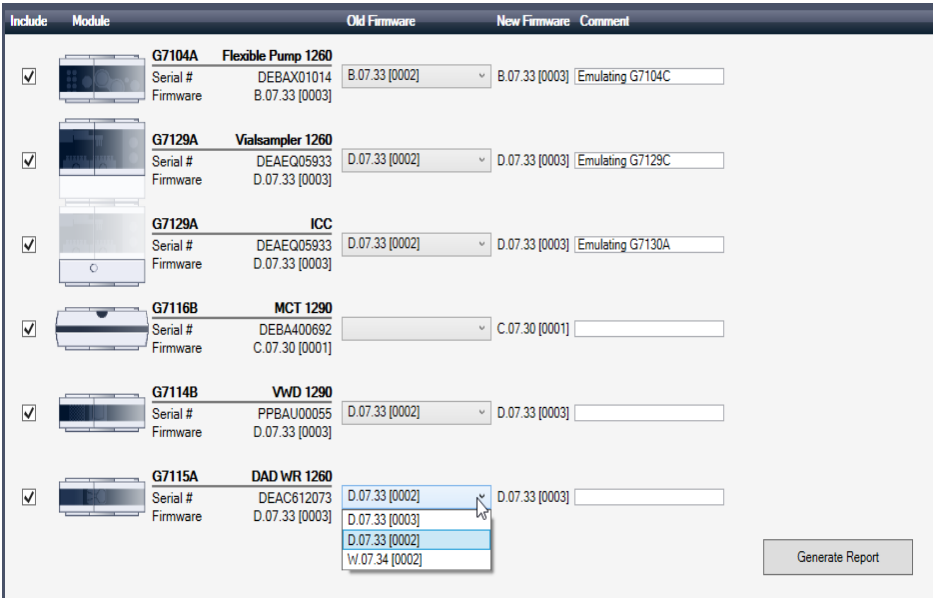 Include Module Old Firmware New Firmware Comment
G7104A Flexible Pump 1260
Serial # DEBAX01014 B.07.33 [0002] B.07.33 [0003] Emulating G7104C
Firmware B.07.33 [0003]
G7129A Vialsampler 1260
Serial # DEAEQ05933 D.07.33 [0002] D.07.33 [0003] Emulating G7129C
Firmware D.07.33 [0003]
G7129A ICC
Serial # DEAEQ05933 D.07.33 [0002] D.07.33 [0003] Emulating G7130A
Firmware D.07.33 [0003]
G7116B MCT 1290
Serial # DEBA400692 C.07.30 [0001]
Firmware C.07.30 [0001]
G7114B VWD 1290
Serial # PPBAU00055 D.07.33 [0002] D.07.33 [0003]
Firmware D.07.33 [0003]
G7115A DAD WR 1260
Serial # DEAC612073 D.07.33 [0002] D.07.33 [0003]
Firmware D.07.33 [0003] D.07.33 [0003]
D.07.33 [0002]
W.07.34 [0002]
Generate Report